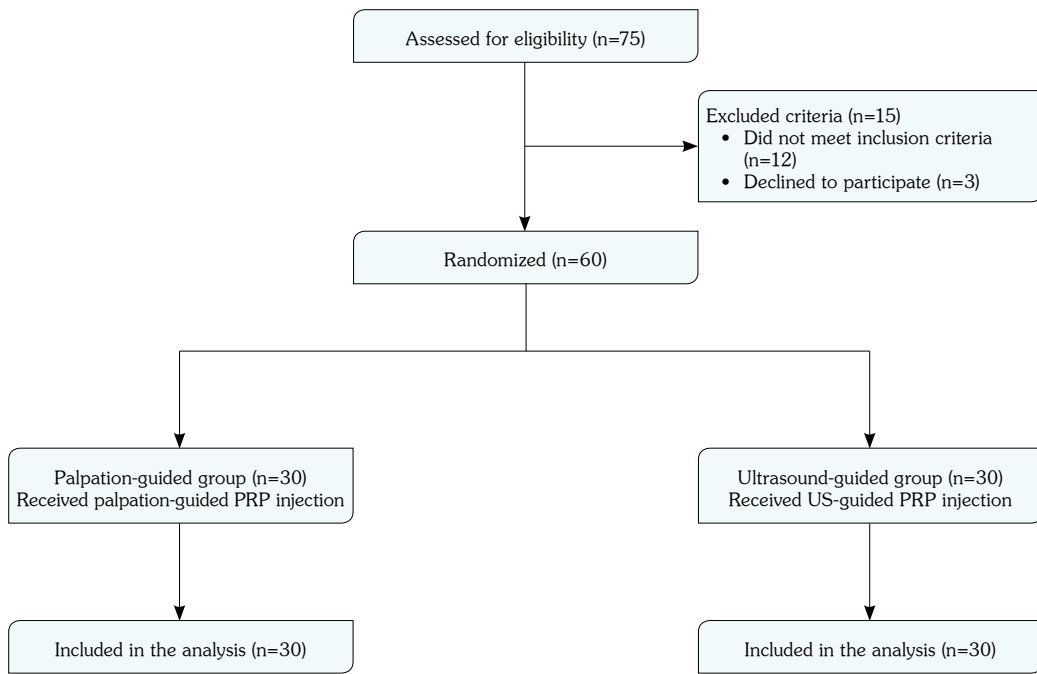 Assessed for eligibility (n=75)
Excluded criteria (n=15)
• Did not meet inclusion criteria
(n=12)
• Declined to participate (n=3)
Randomized (n=60)
Palpation-guided group (n=30)
Received palpation-guided PRP injection
Ultrasound-guided group (n=30)
Received US-guided PRP injection
Included in the analysis (n=30)
Included in the analysis (n=30)